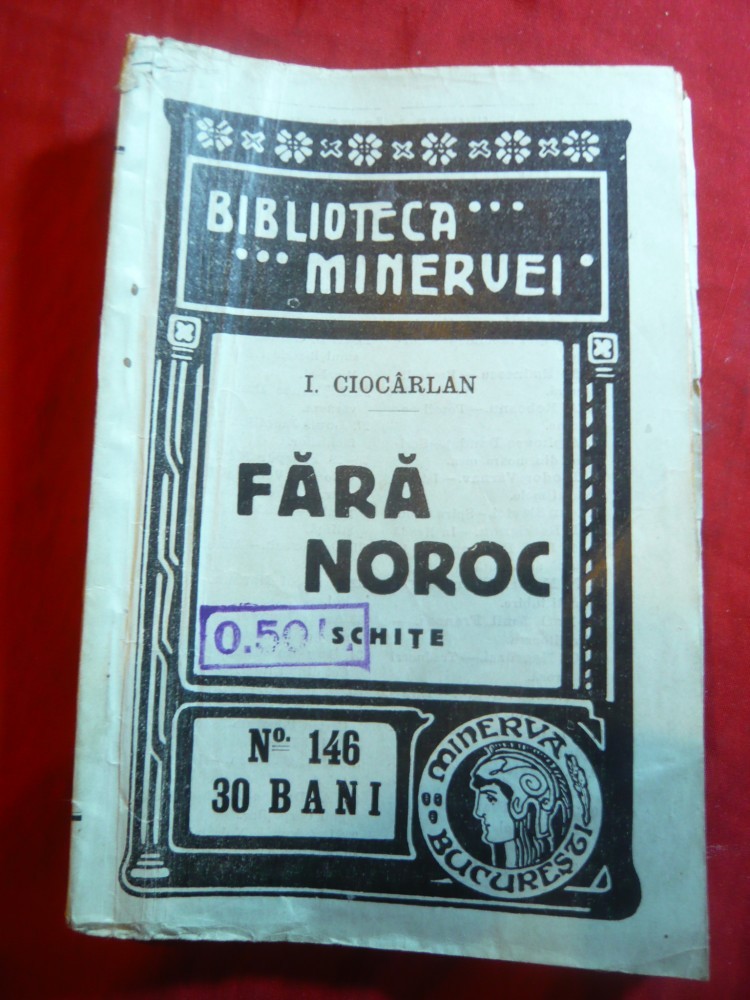 BIBLIOTECA ...
... MINERVEI .
I. CIOCÂRLAN
FĂRĂ
NOROC
0.50 L.
SCHIȚE
No. 146
30 BANI
MINERVA
BUCUREȘTI